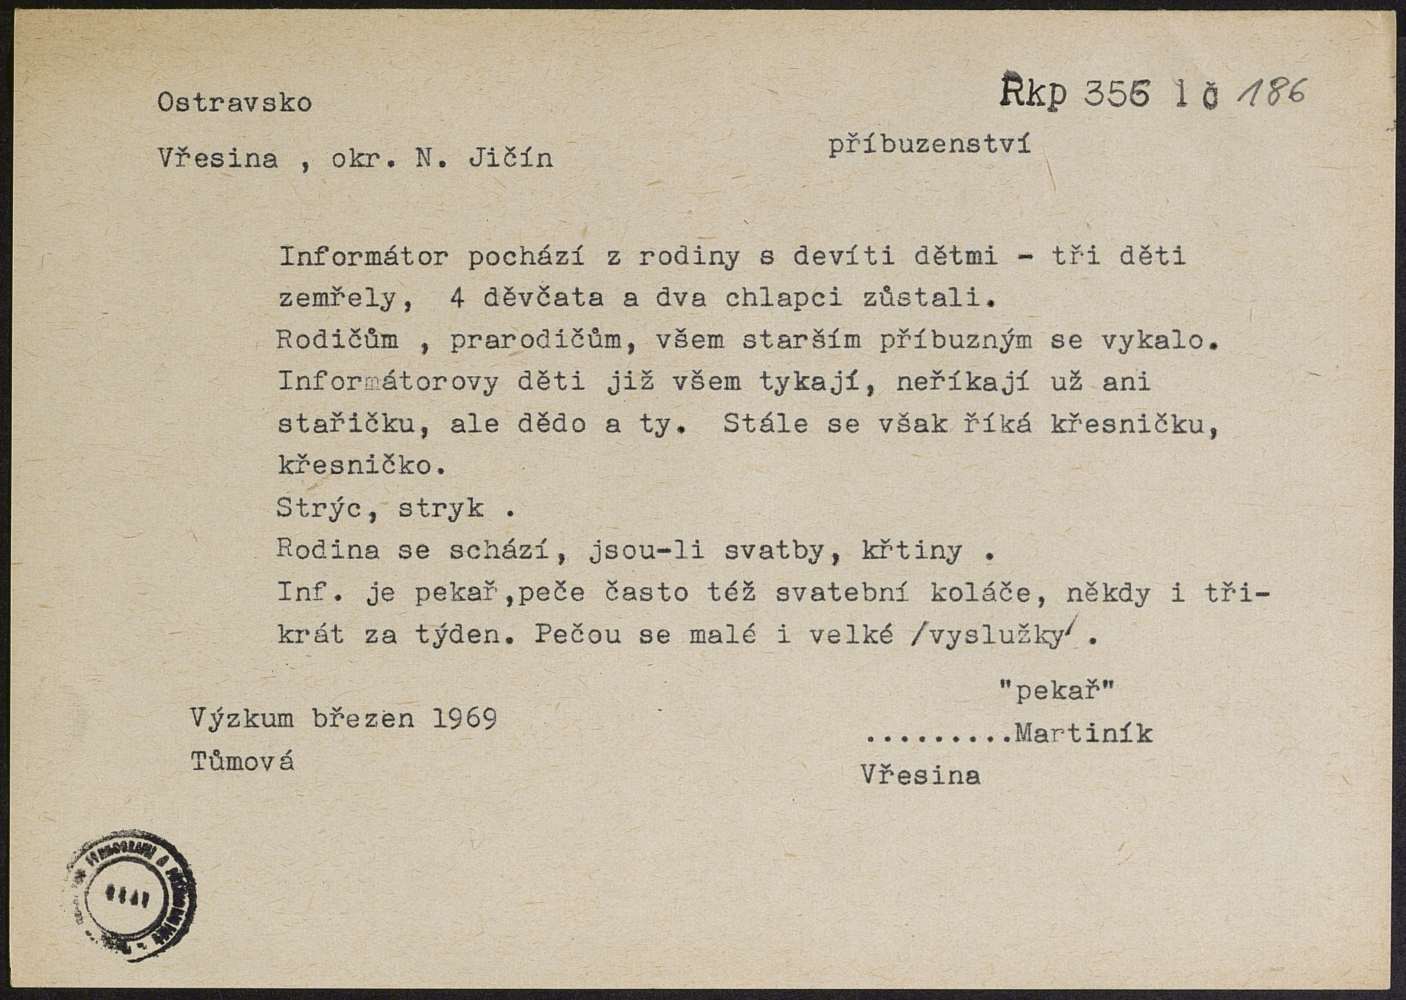 Ostravsko
Rkp 356 l č 186
Vřesina , okr. N. Jičín
příbuzenství
Informátor pochází z rodiny s devíti dětmi - tři děti
zemřely, 4 děvčata a dva chlapci zůstali.
Rodičům , prarodičům, všem starším příbuzným se vykalo.
Informátorovy děti již všem tykají, neříkají už ani
stařičku, ale dědo a ty. Stále se však říká křesničku,
křesničko.
Strýc, stryk .
Rodina se schází, jsou-li svatby, křtiny .
Inf. je pekař,peče často též svatební koláče, někdy i tři-
krát za týden. Pečou se malé i velké /vyslužky/ .
"pekař"
Výzkum březen 1969
.........Martiník
Tůmová
Vřesina